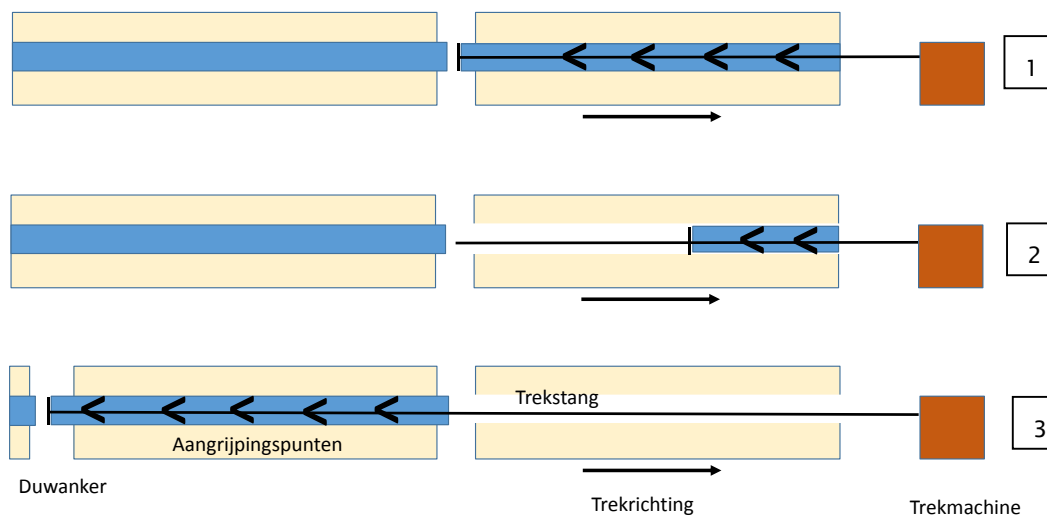 1
2
Trekstang
3
Aangrijpingspunten
Duwanker
Trekrichting
Trekmachine